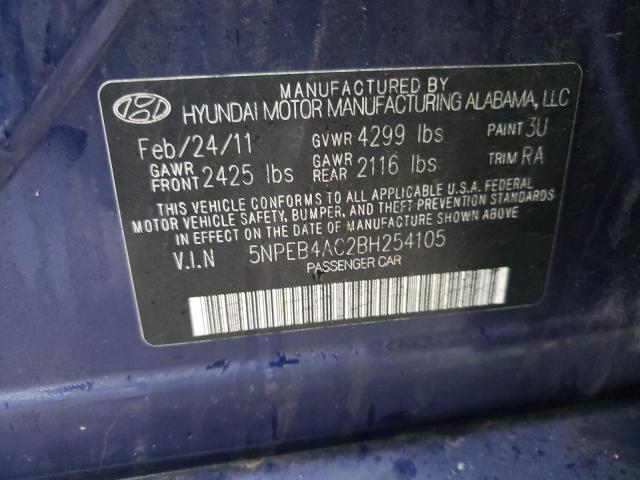 MANUFACTURED BY
HYUNDAI MOTOR MANUFACTURING ALABAMA, LLC
Feb/24/11 GVWR 4299 lbs PAINT 3U
GAWR FRONT 2425 lbs GAWR REAR 2116 lbs TRIM RA
THIS VEHICLE CONFORMS TO ALL APPLICABLE U.S.A. FEDERAL
MOTOR VEHICLE SAFETY, BUMPER, AND THEFT PREVENTION STANDARDS
IN EFFECT ON THE DATE OF MANUFACTURE SHOWN ABOVE
V.I.N 5NPEB4AC2BH254105
PASSENGER CAR